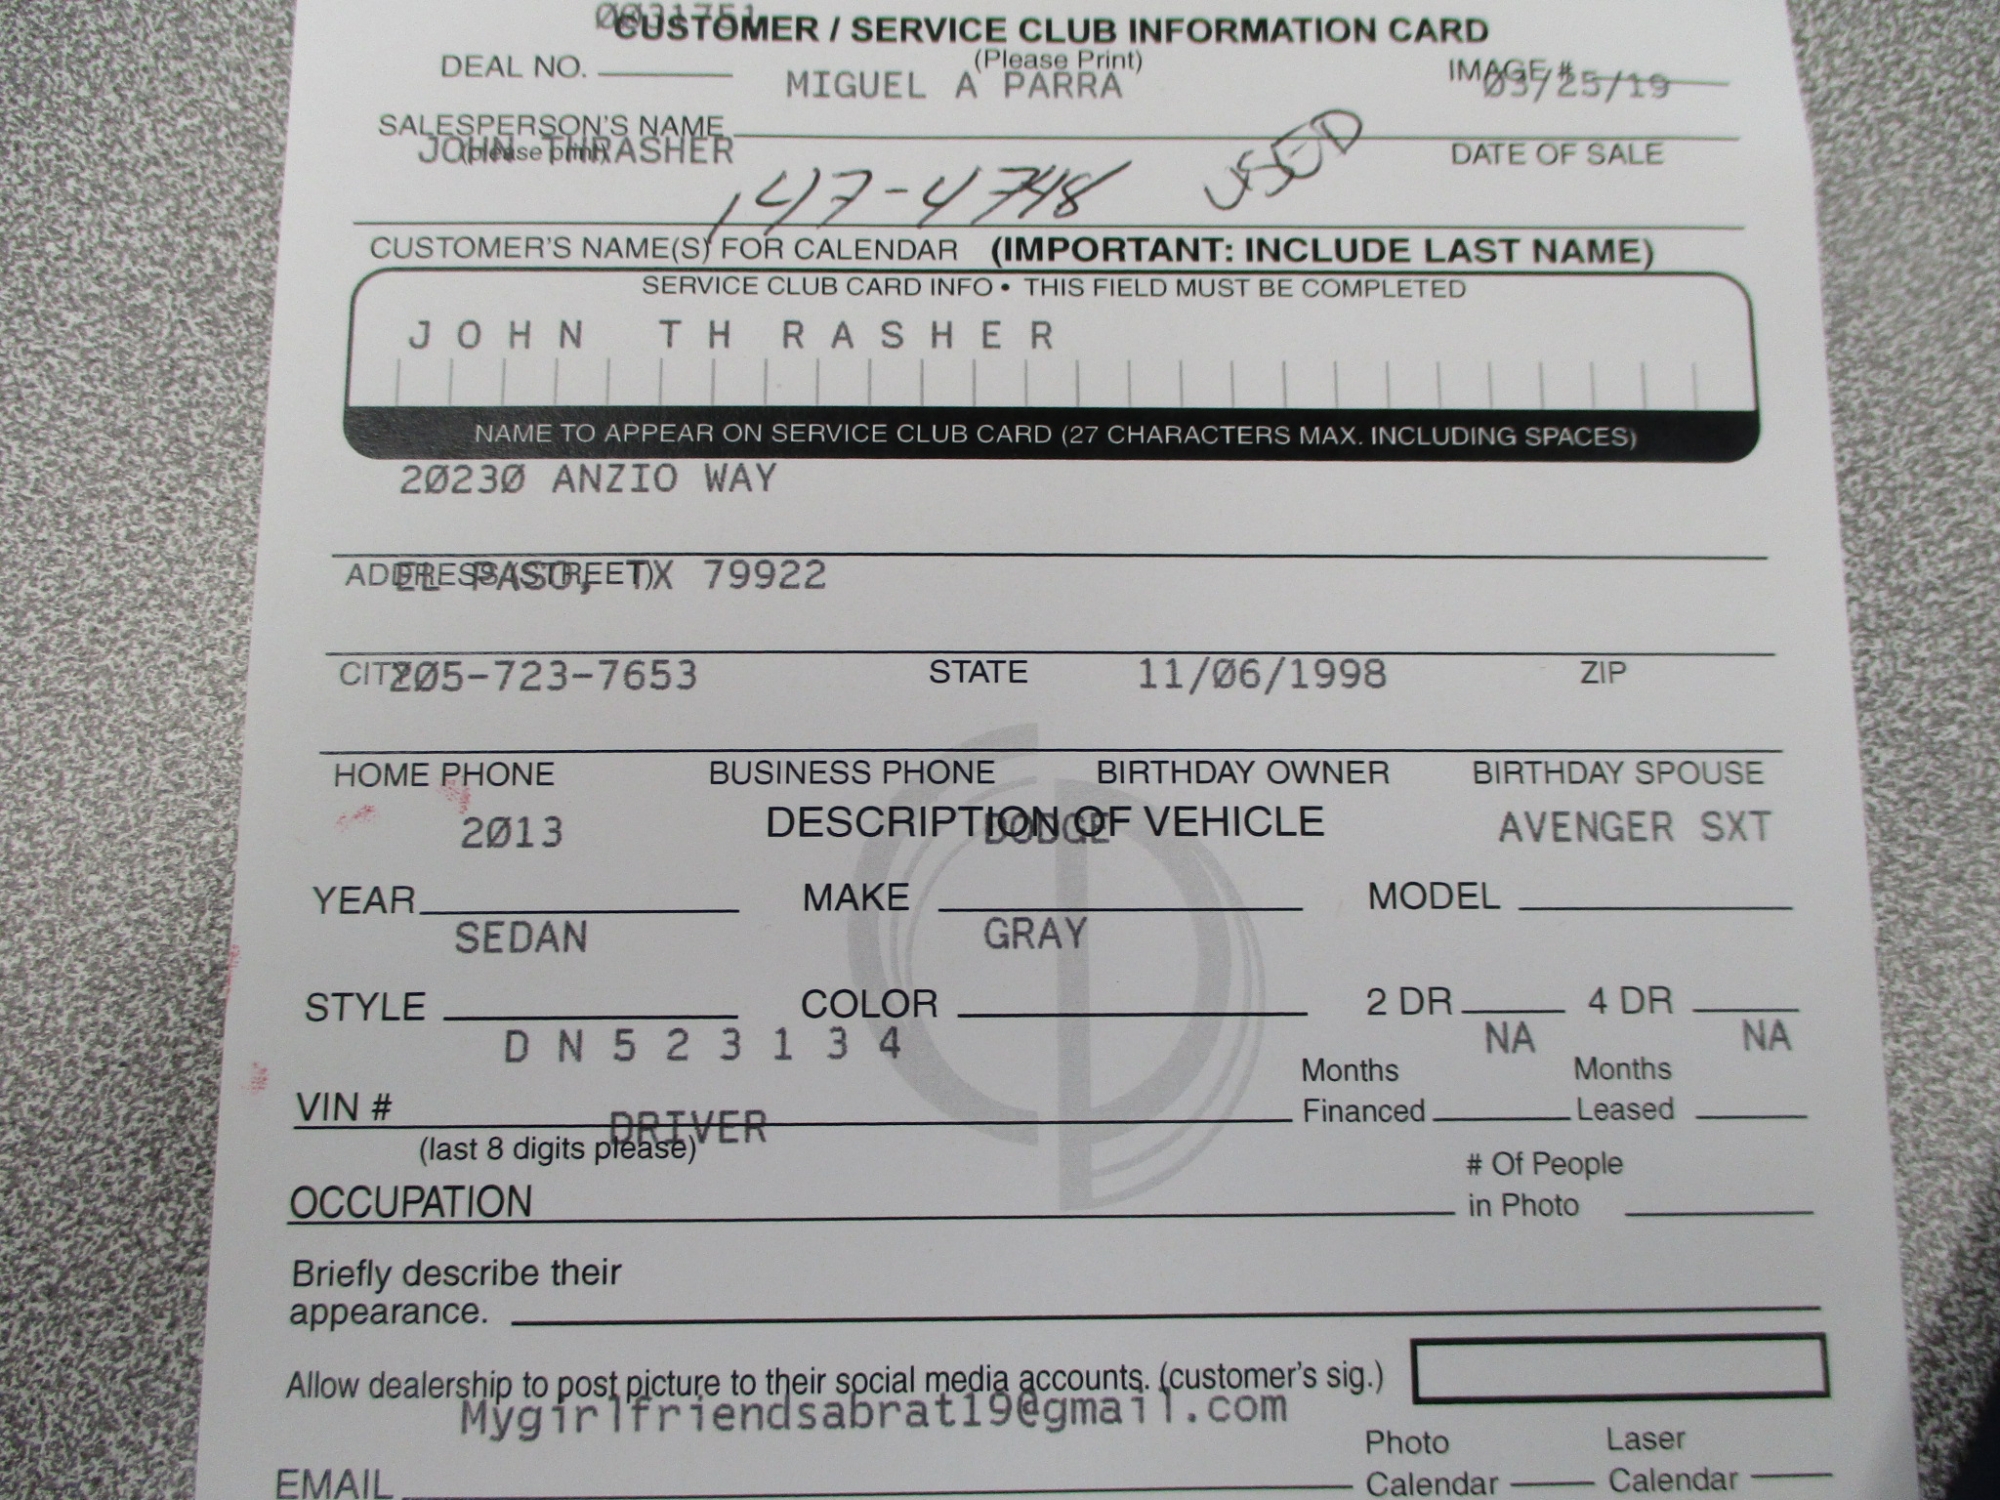 0031751
CUSTOMER / SERVICE CLUB INFORMATION CARD
(Please Print)
DEAL NO.
MIGUEL A PARRA
IMAGE #
03/25/19
SALESPERSON'S NAME
(please print)
JOHN THRASHER
DATE OF SALE
147-4748 USED
CUSTOMER'S NAME(S) FOR CALENDAR (IMPORTANT: INCLUDE LAST NAME)
SERVICE CLUB CARD INFO • THIS FIELD MUST BE COMPLETED
JOHN THRASHER
NAME TO APPEAR ON SERVICE CLUB CARD (27 CHARACTERS MAX. INCLUDING SPACES)
20230 ANZIO WAY
ADDRESS (STREET)
EL PASO, TX 79922
CITY STATE ZIP
205-723-7653 11/06/1998
HOME PHONE BUSINESS PHONE BIRTHDAY OWNER BIRTHDAY SPOUSE
DESCRIPTION OF VEHICLE
2013 DODGE AVENGER SXT
YEAR MAKE MODEL
SEDAN GRAY
STYLE COLOR 2 DR 4 DR
DN523134 NA NA
VIN # Months Financed Months Leased
(last 8 digits please)
DRIVER
OCCUPATION # Of People in Photo
Briefly describe their
appearance.
Allow dealership to post picture to their social media accounts. (customer's sig.)
Mygirlfriendsabrat19@gmail.com
EMAIL Photo Calendar Laser Calendar